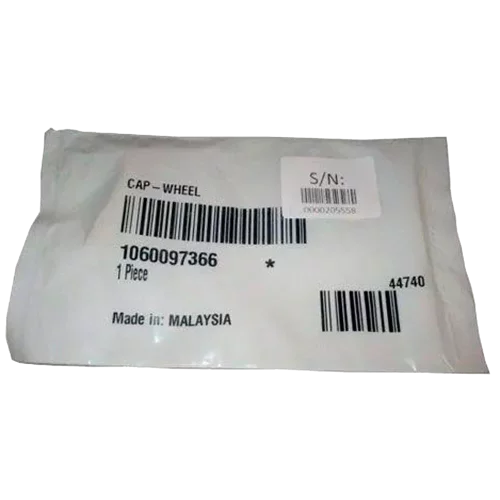 S/N:
0000205558
CAP-WHEEL
1060097366 *
1 Piece
44740
Made in: MALAYSIA